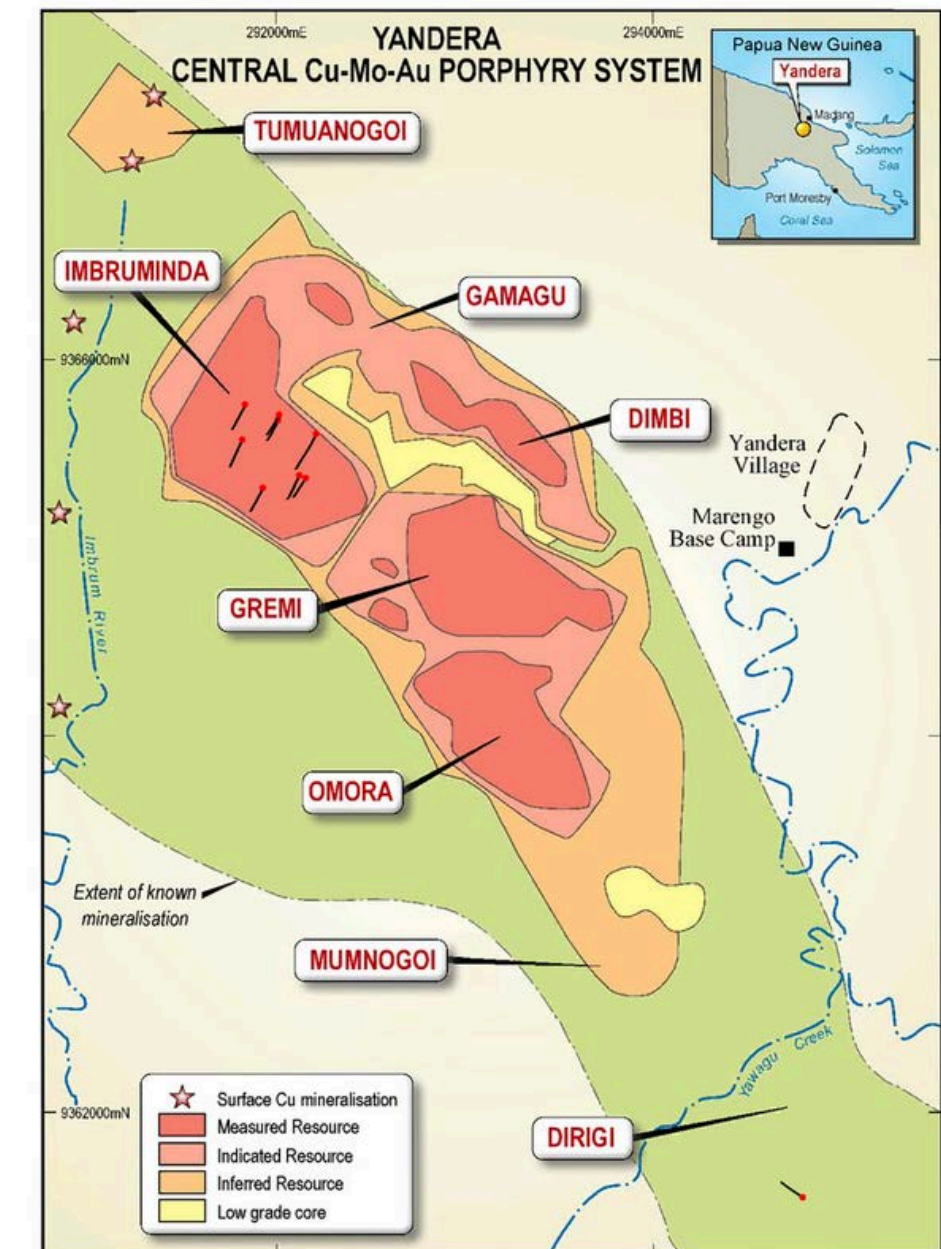 292000mE
294000mE
YANDERA
CENTRAL Cu-Mo-Au PORPHYRY SYSTEM
Papua New Guinea
Yandera
Madang
Solomon
Sea
Port Moresby
Coral Sea
TUMUANOGOI
IMBRUMINDA
GAMAGU
9366000mN
DIMBI
Yandera
Village
Marengo
Base Camp
Imbrum River
GREMI
OMORA
Extent of known
mineralisation
MUMNOGOI
Yawagu Creek
9362000mN
DIRIGI
Surface Cu mineralisation
Measured Resource
Indicated Resource
Inferred Resource
Low grade core